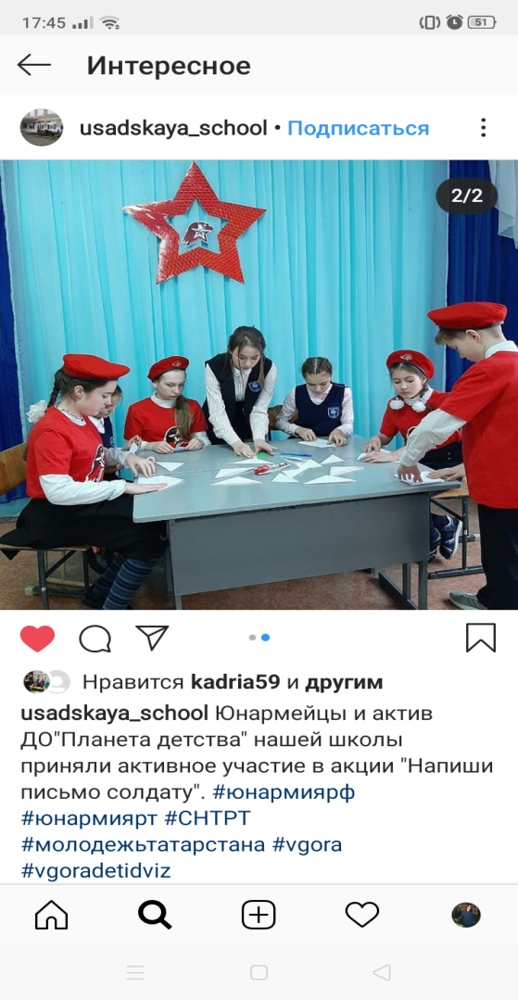 17:45
51
Интересное
usadskaya_school • Подписаться
2/2
Нравится kadria59 и другим
usadskaya_school Юнармейцы и актив
ДО"Планета детства" нашей школы
приняли активное участие в акции "Напиши
письмо солдату". #юнармиярф
#юнармиярт #СНТРТ
#молодежьтатарстана #vgora
#vgoradetidviz